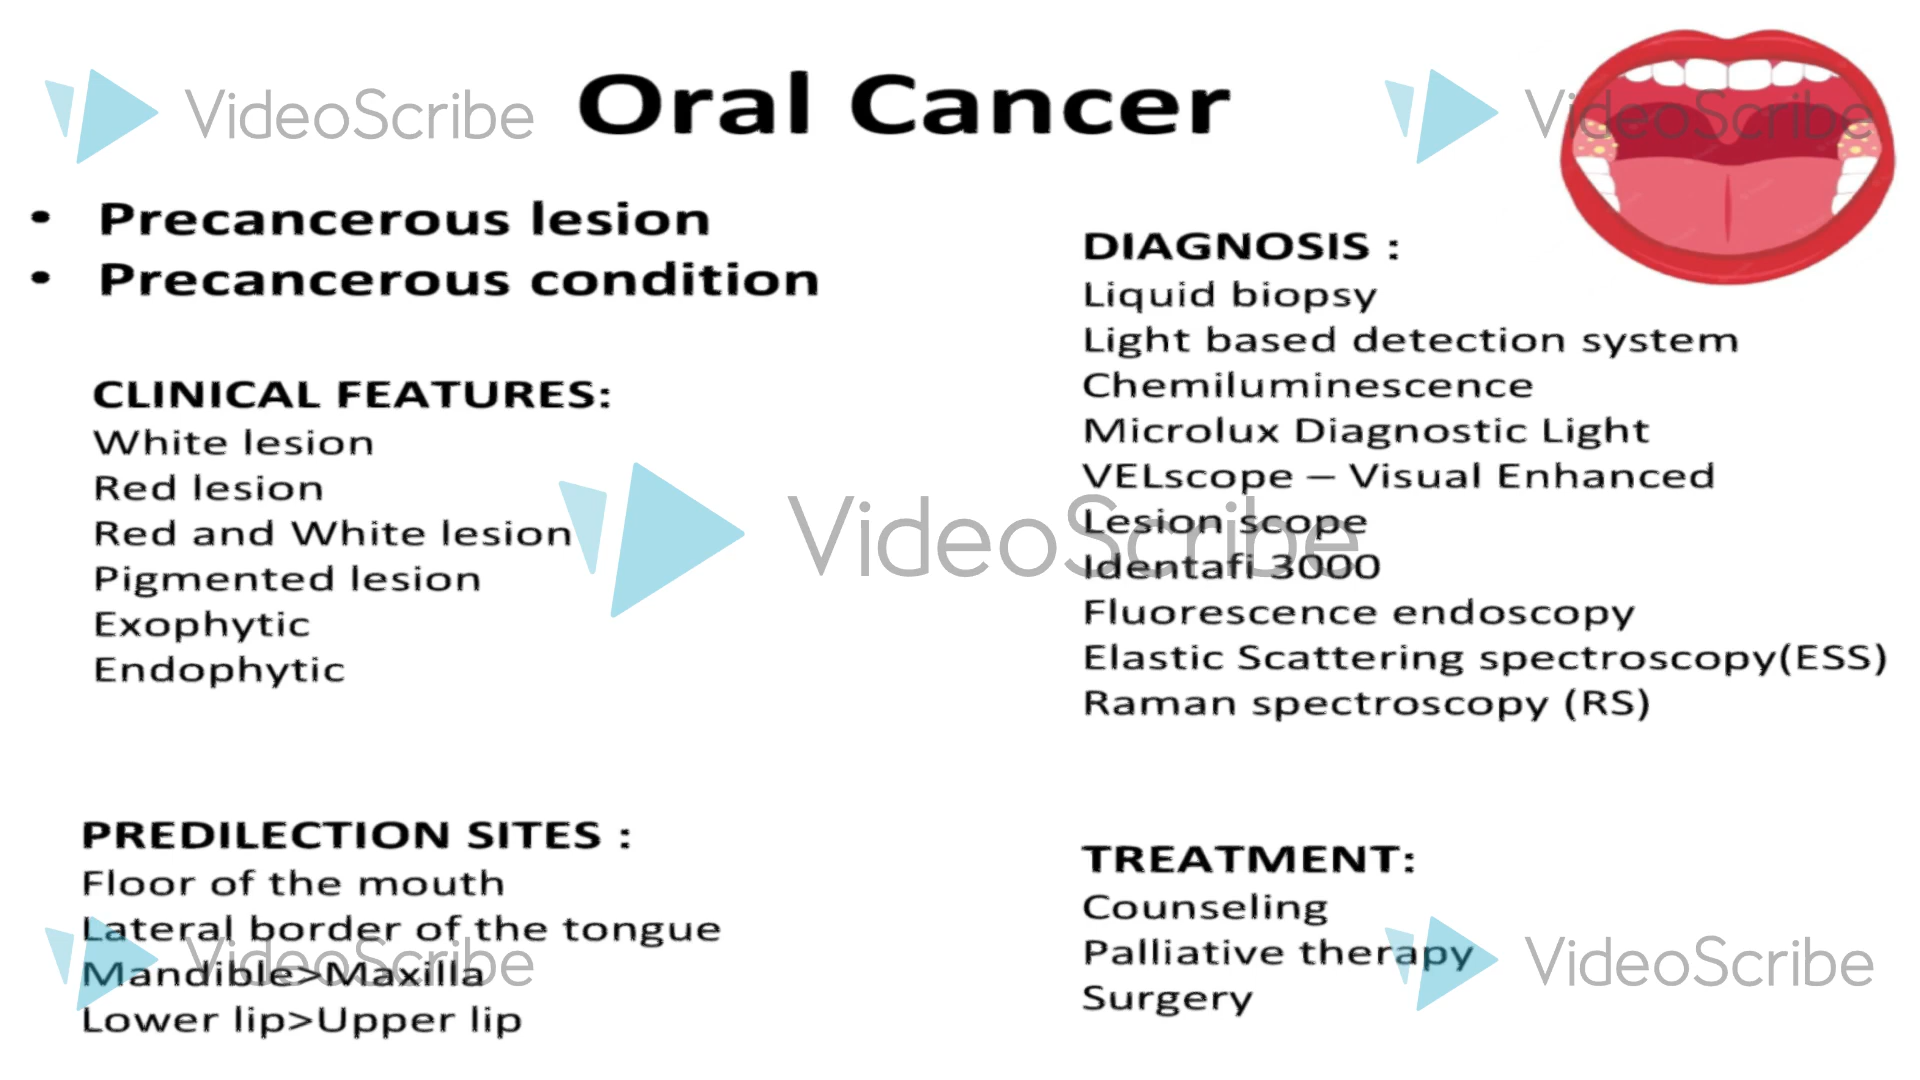 Oral Cancer
• Precancerous lesion
• Precancerous condition
CLINICAL FEATURES:
White lesion
Red lesion
Red and White lesion
Pigmented lesion
Exophytic
Endophytic
PREDILECTION SITES :
Floor of the mouth
Lateral border of the tongue
Mandible>Maxilla
Lower lip>Upper lip
DIAGNOSIS :
Liquid biopsy
Light based detection system
Chemiluminescence
Microlux Diagnostic Light
VELscope – Visual Enhanced
Lesion scope
Identafi 3000
Fluorescence endoscopy
Elastic Scattering spectroscopy(ESS)
Raman spectroscopy (RS)
TREATMENT:
Counseling
Palliative therapy
Surgery
VideoScribe
VideoScribe
VideoScribe
VideoScribe
VideoScribe